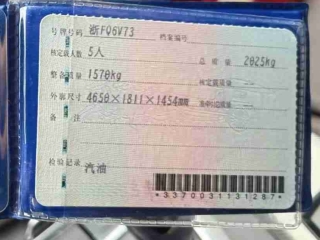 号牌号码 浙FQ6V73 档案编号
核定载人数 5人 总质量 2025kg
整备质量 1570kg 核定载质量 --
外廓尺寸 4650×1811×1454mm 准牵引总质量 --
备注
检验记录 汽油
*3370031131287*